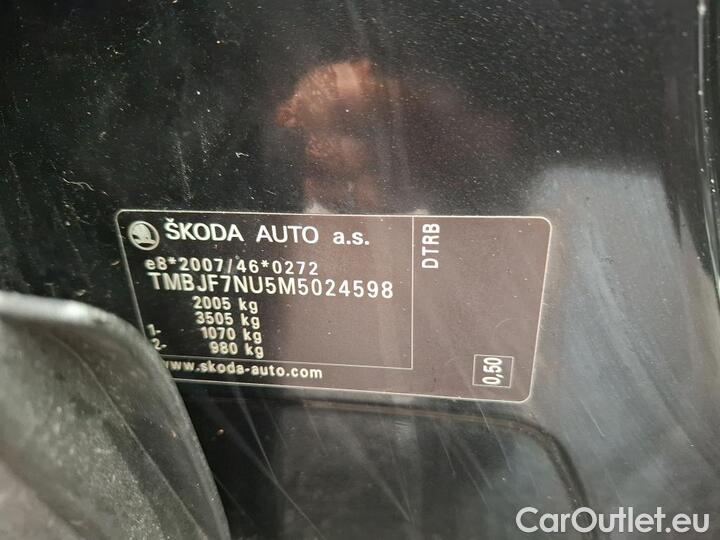 ŠKODA AUTO a.s.
e8*2007/46*0272
TMBJF7NU5M5024598
2005 kg
3505 kg
1- 1070 kg
2- 980 kg
www.skoda-auto.com
DTRB
0,50
CarOutlet.eu